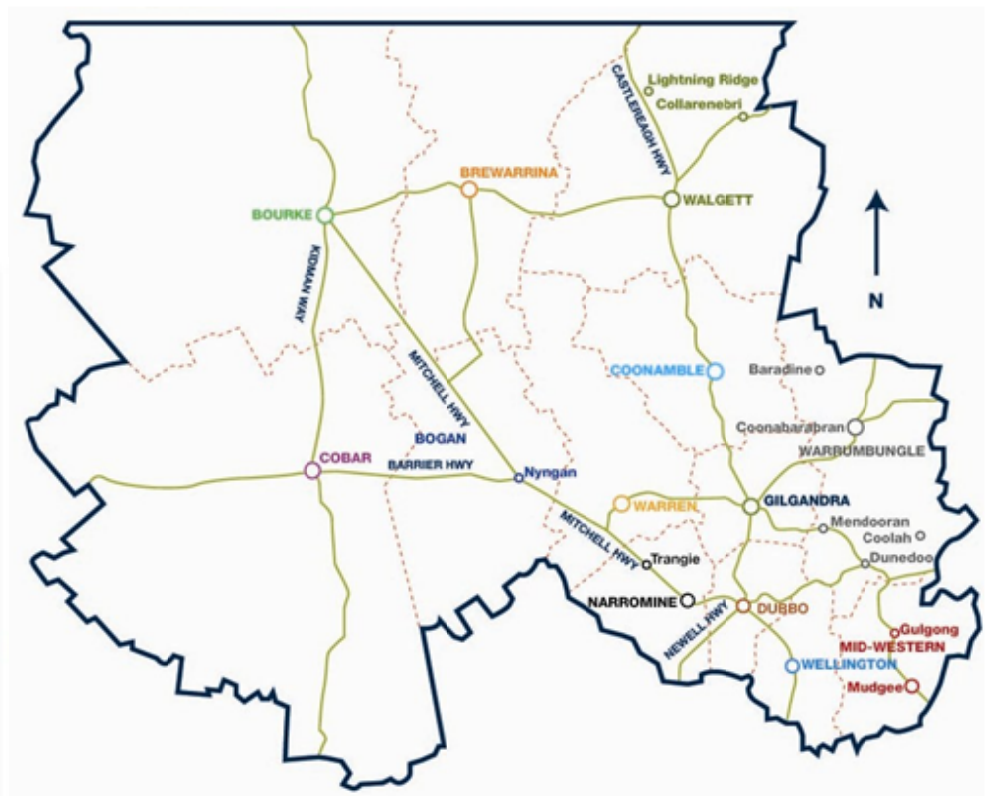 CASTLEREAGH HWY
Lightning Ridge
Collarenebri
BREWARRINA
WALGETT
BOURKE
KIDMAN WAY
N
MITCHELL HWY
COONAMBLE
Baradine
Coonabarabran
WARRUMBUNGLE
BOGAN
COBAR
BARRIER HWY
Nyngan
WARREN
GILGANDRA
MITCHELL HWY
Mendooran
Coolah
Trangie
Dunedoo
NARROMINE
DUBBO
NEWELL HWY
Gulgong
MID-WESTERN
WELLINGTON
Mudgee